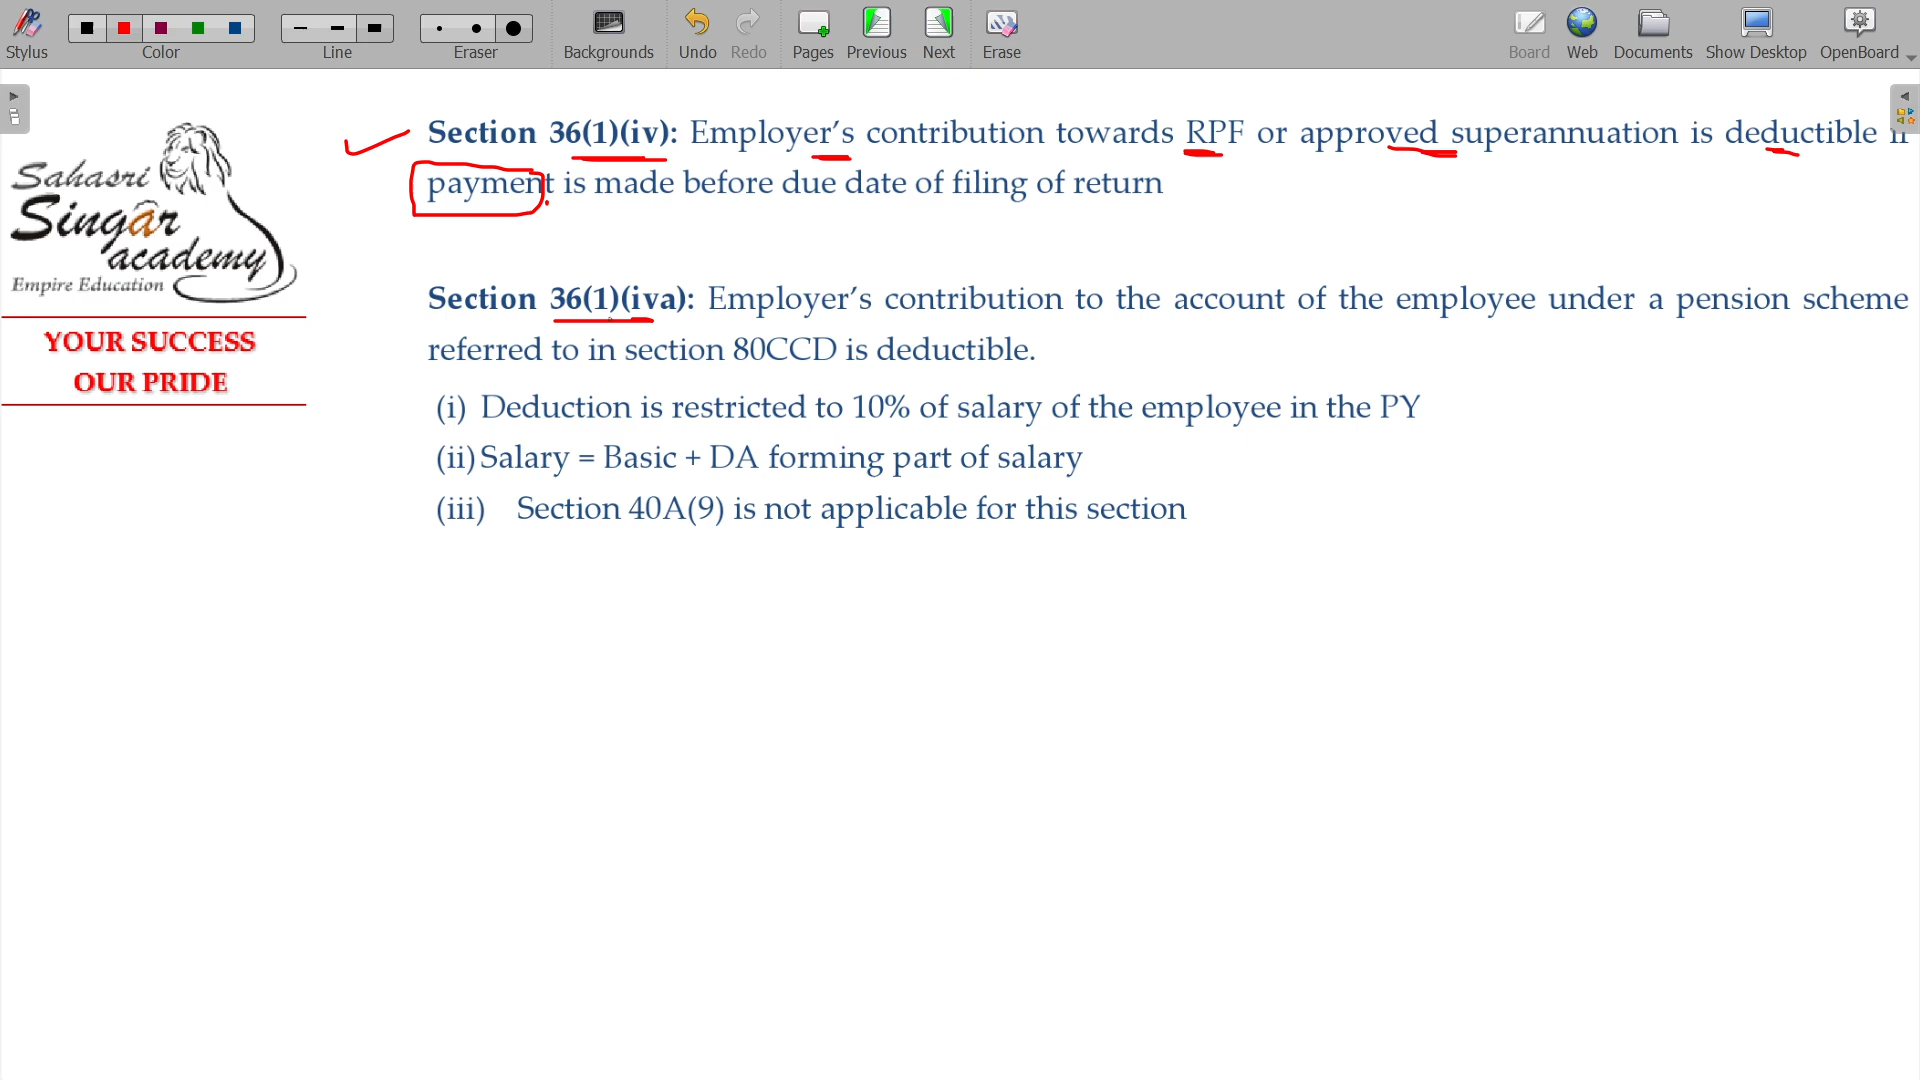 Stylus
Color
Line
Eraser
Backgrounds
Undo
Redo
Pages
Previous
Next
Erase
Board
Web
Documents
Show Desktop
OpenBoard
Sahasri
Singar
academy
Empire Education
YOUR SUCCESS
OUR PRIDE
Section 36(1)(iv): Employer’s contribution towards RPF or approved superannuation is deductible if
payment is made before due date of filing of return
Section 36(1)(iva): Employer’s contribution to the account of the employee under a pension scheme
referred to in section 80CCD is deductible.
(i) Deduction is restricted to 10% of salary of the employee in the PY
(ii) Salary = Basic + DA forming part of salary
(iii) Section 40A(9) is not applicable for this section